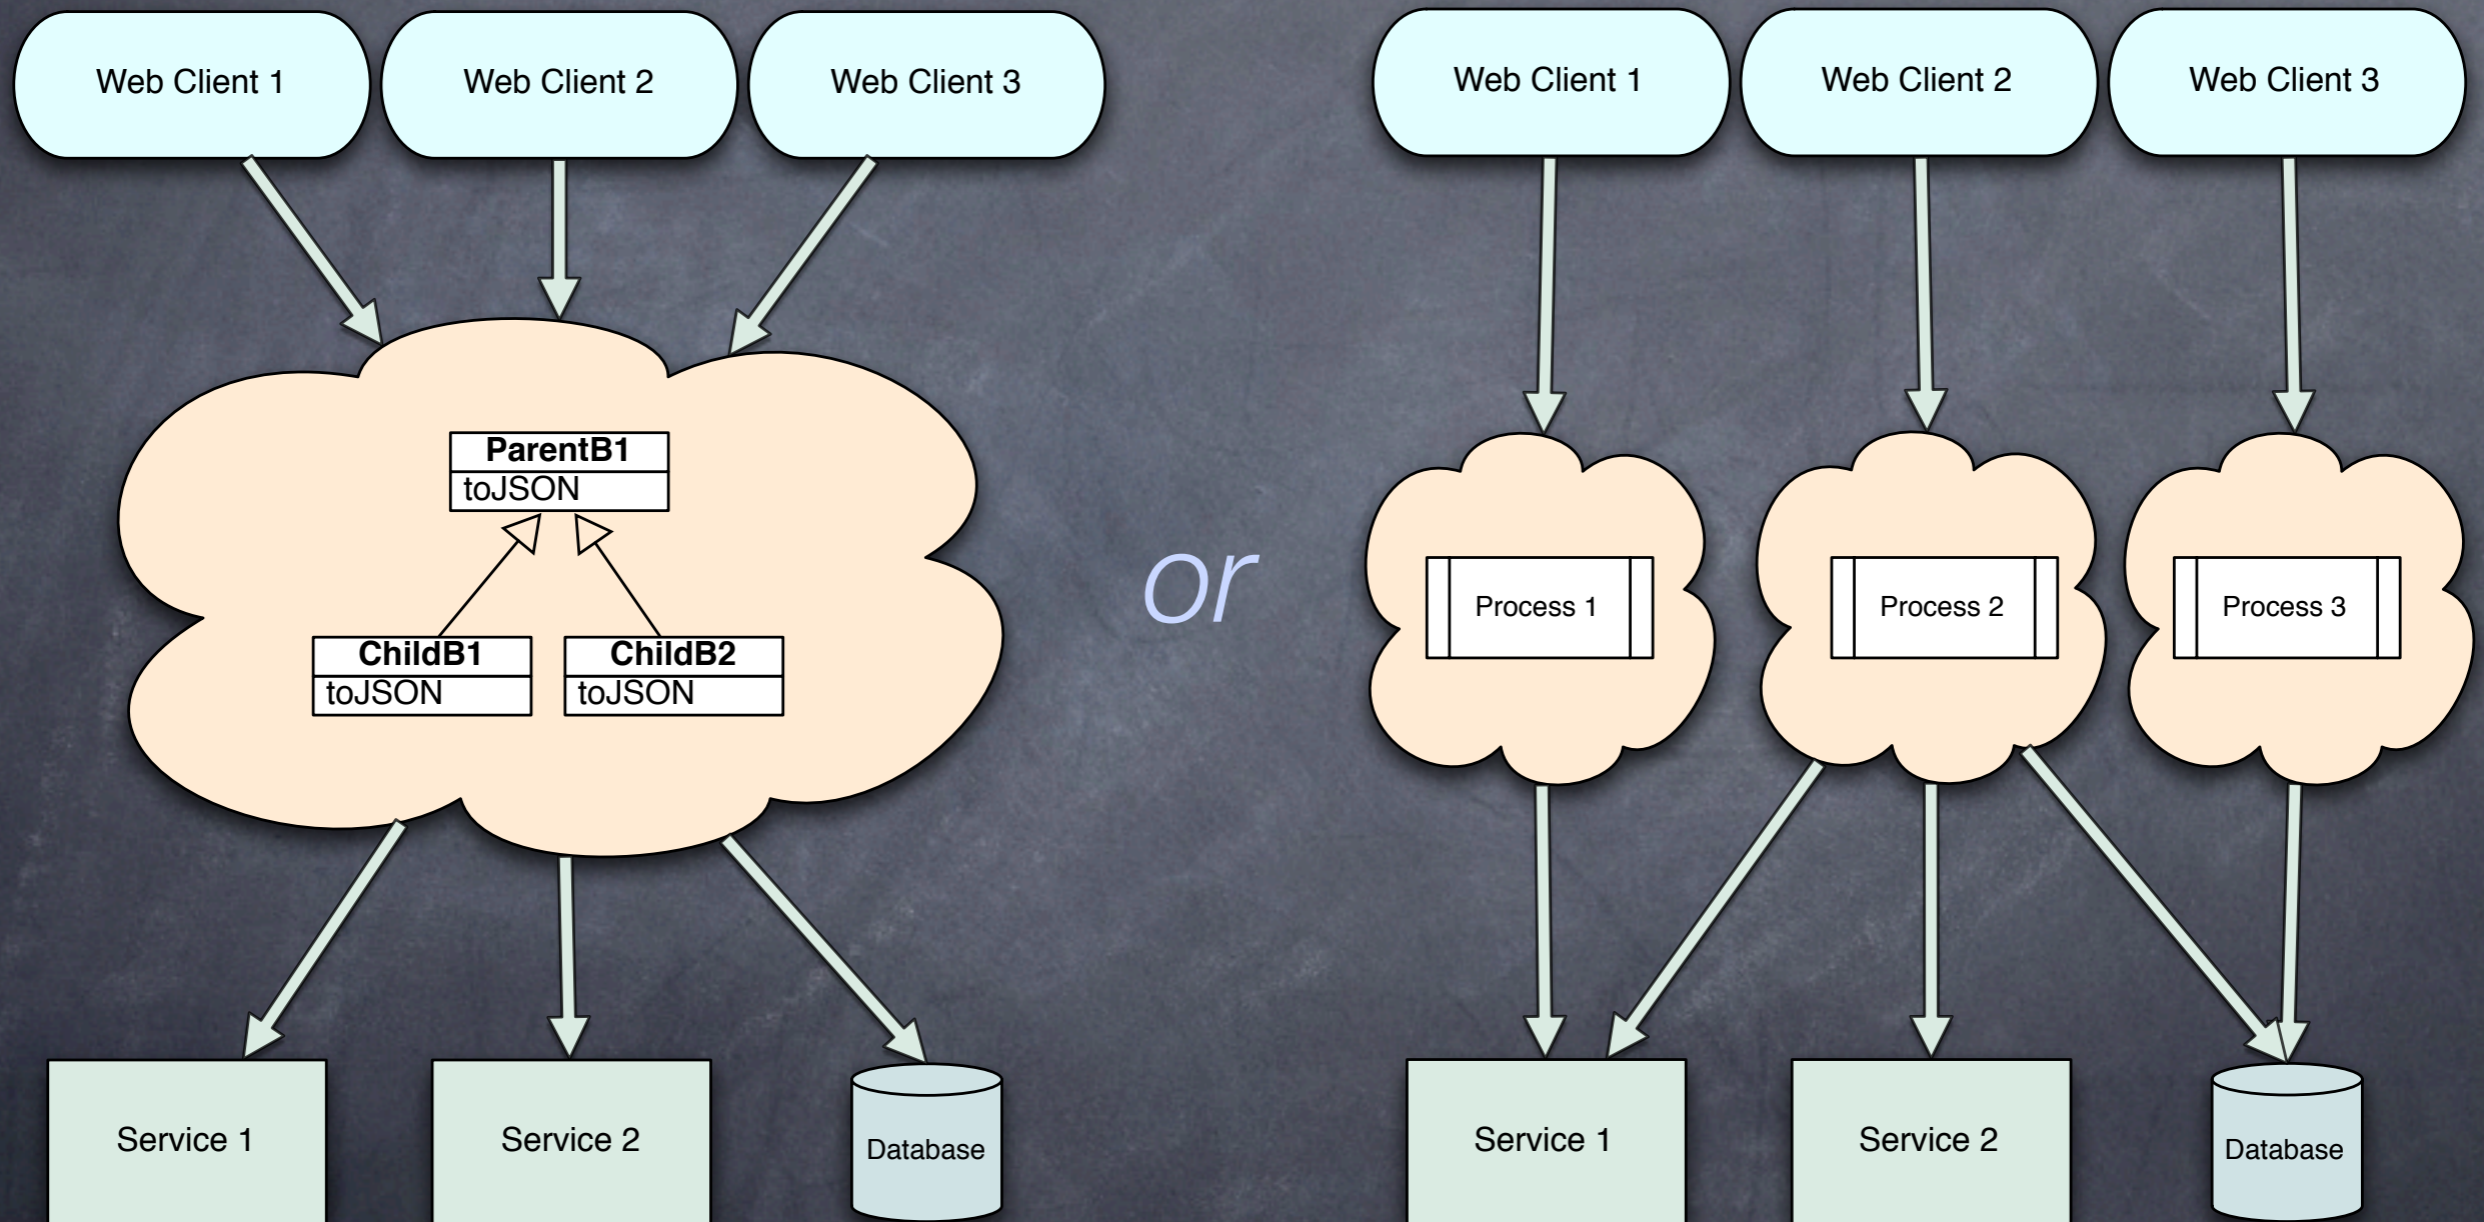 Web Client 1
Web Client 2
Web Client 3
ParentB1
toJSON
ChildB1
toJSON
ChildB2
toJSON
Service 1
Service 2
Database
or
Web Client 1
Web Client 2
Web Client 3
Process 1
Process 2
Process 3
Service 1
Service 2
Database